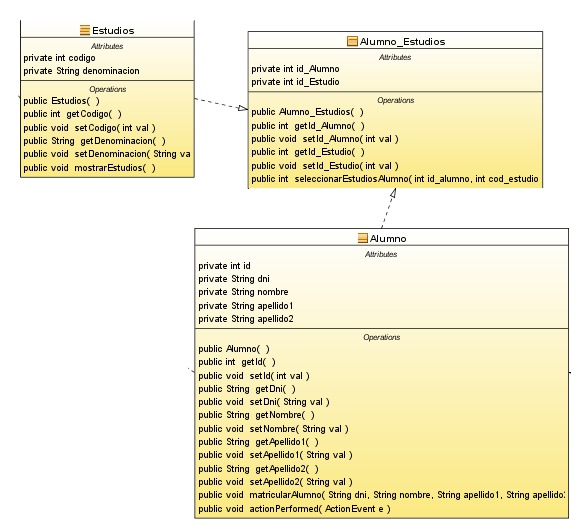 Estudios
Attributes
private int codigo
private String denominacion
Operations
public Estudios( )
public int getCodigo( )
public void setCodigo( int val )
public String getDenominacion( )
public void setDenominacion( String va
public void mostrarEstudios( )
Alumno_Estudios
Attributes
private int id_Alumno
private int id_Estudio
Operations
public Alumno_Estudios( )
public int getId_Alumno( )
public void setId_Alumno( int val )
public int getId_Estudio( )
public void setId_Estudio( int val )
public int seleccionarEstudiosAlumno( int id_alumno, int cod_estudio
Alumno
Attributes
private int id
private String dni
private String nombre
private String apellido1
private String apellido2
Operations
public Alumno( )
public int getId( )
public void setId( int val )
public String getDni( )
public void setDni( String val )
public String getNombre( )
public void setNombre( String val )
public String getApellido1( )
public void setApellido1( String val )
public String getApellido2( )
public void setApellido2( String val )
public void matricularAlumno( String dni, String nombre, String apellido1, String apellido2
public void actionPerformed( ActionEvent e )